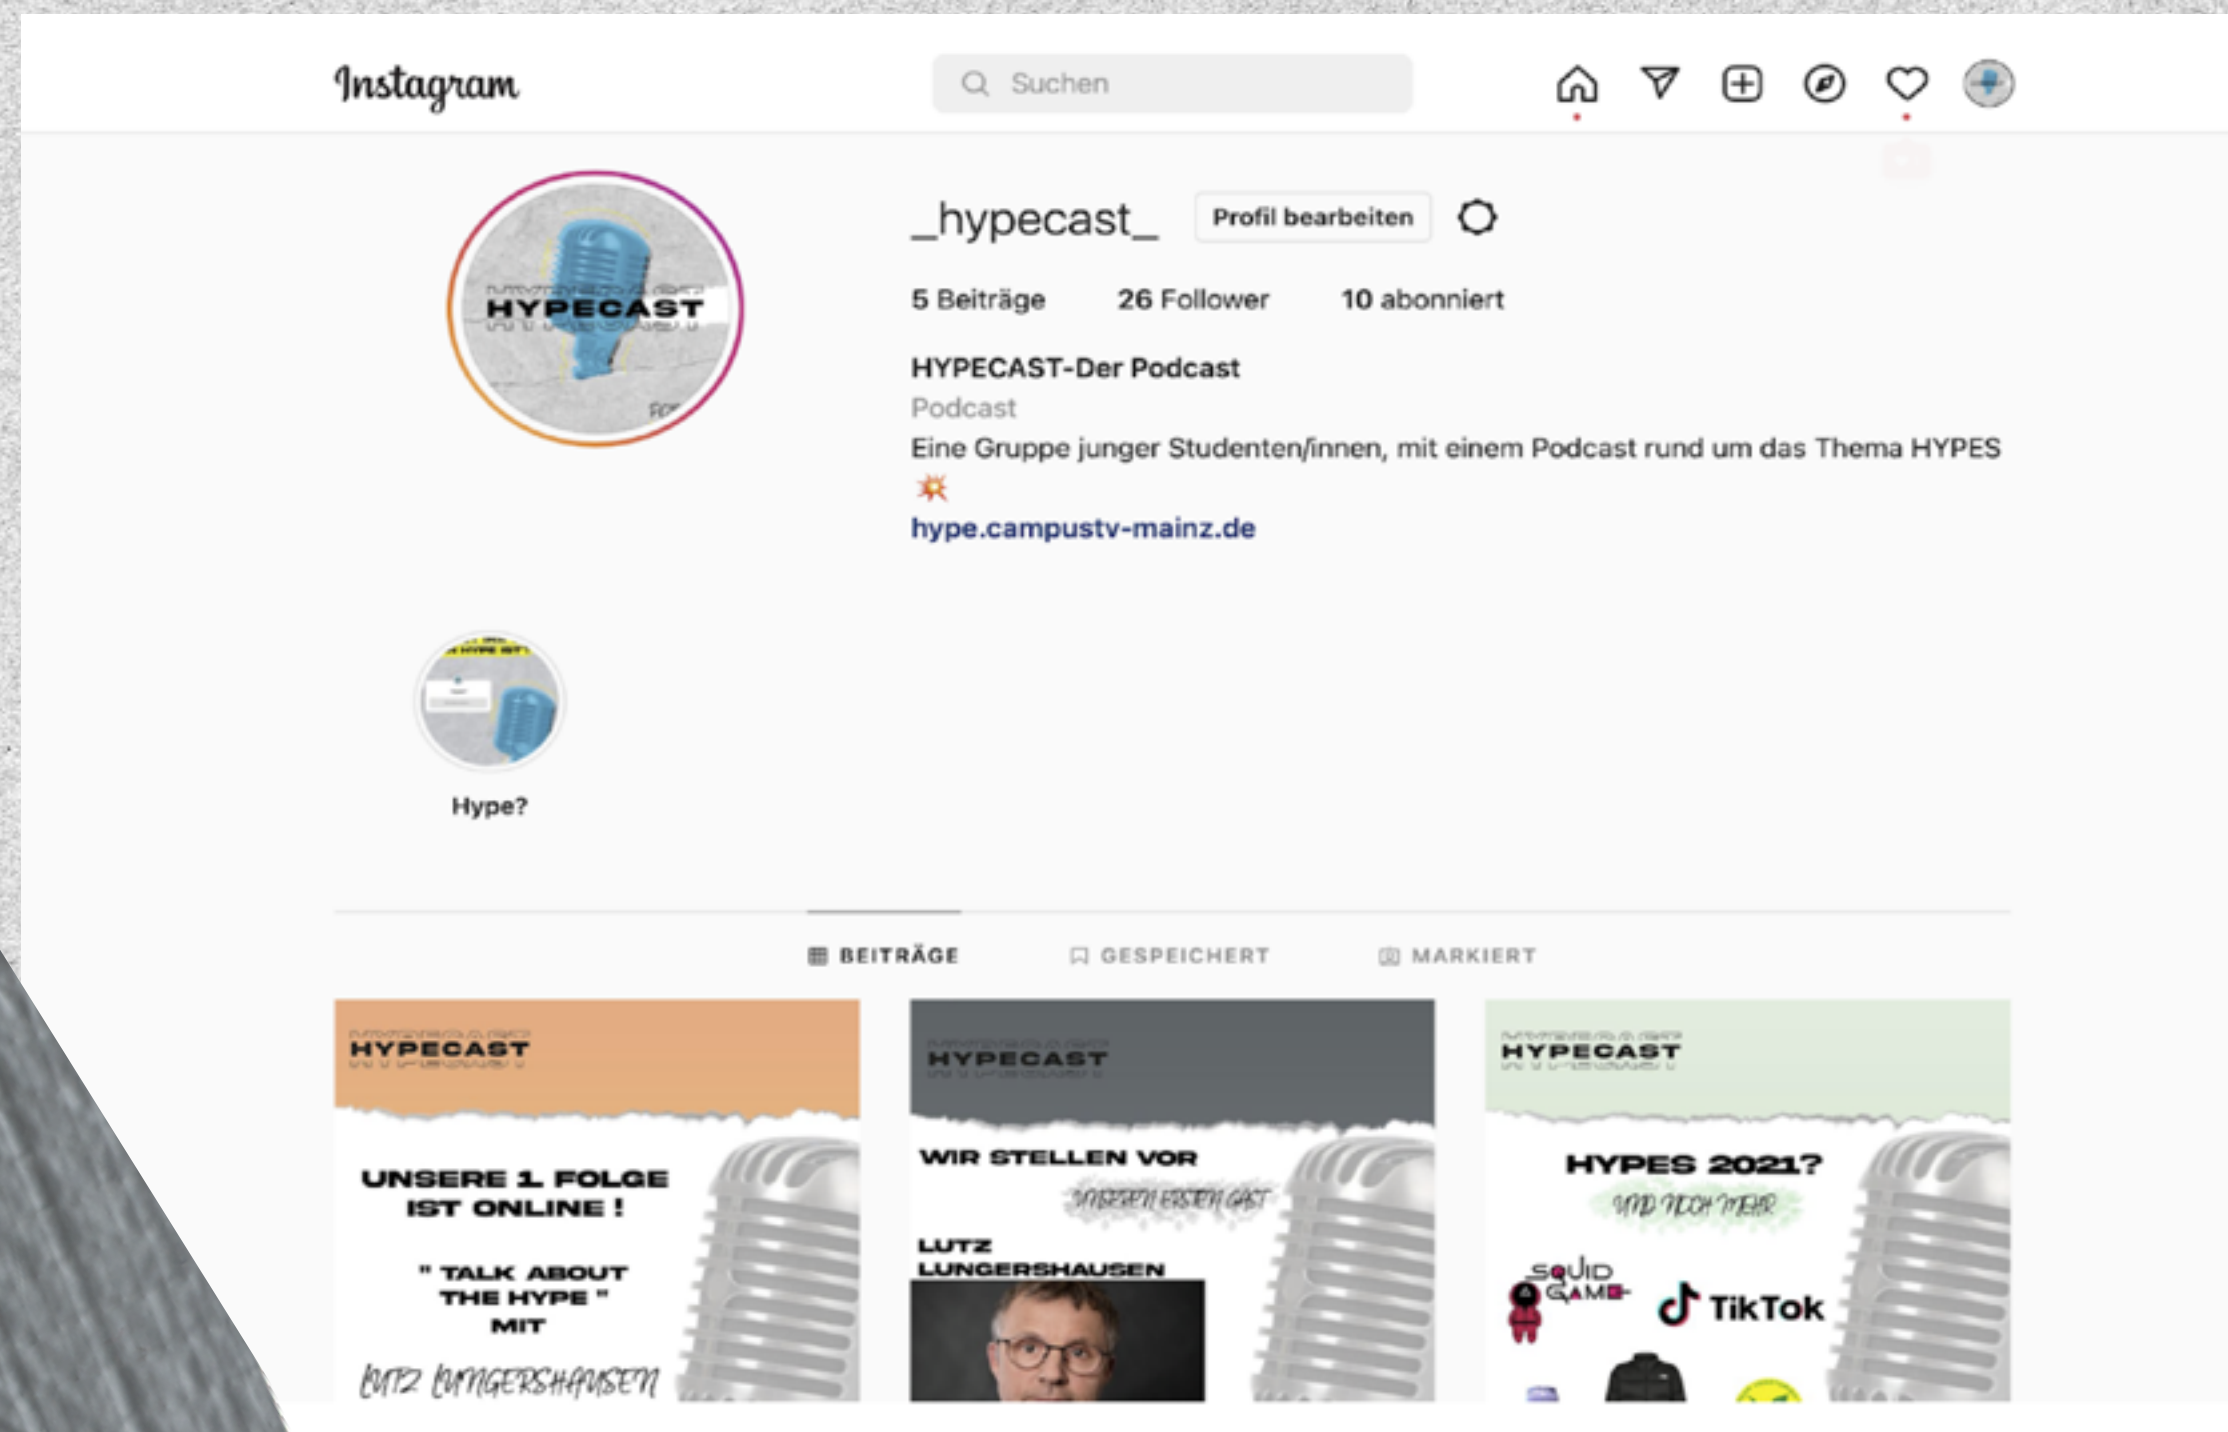 Instagram
Suchen
HYPECAST
_hypecast_
Profil bearbeiten
5 Beiträge 26 Follower 10 abonniert
HYPECAST-Der Podcast
Podcast
Eine Gruppe junger Studenten/innen, mit einem Podcast rund um das Thema HYPES
💥
hype.campustv-mainz.de
HYPE IST
Hype?
BEITRÄGE GESPEICHERT MARKIERT
HYPECAST
UNSERE 1. FOLGE
IST ONLINE !
" TALK ABOUT
THE HYPE "
MIT
LUTZ LUNGERSHAUSEN
HYPECAST
WIR STELLEN VOR
UNSEREN ERSTEN GAST
LUTZ
LUNGERSHAUSEN
HYPECAST
HYPES 2021?
UND NOCH MEHR
SQUID
GAME
TikTok